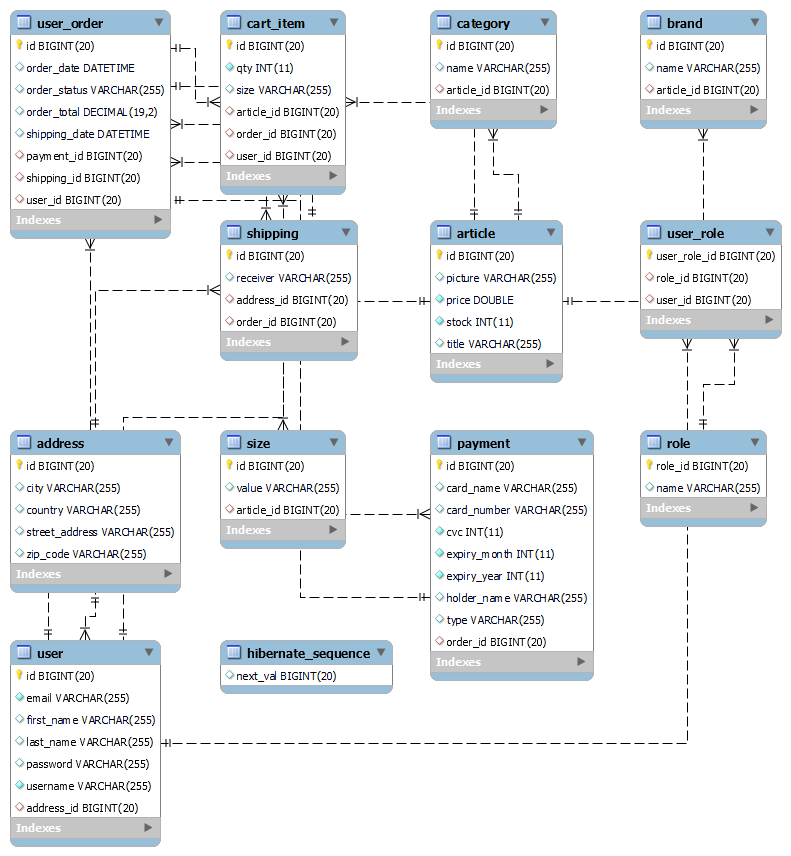 user_order
id BIGINT(20)
order_date DATETIME
order_status VARCHAR(255)
order_total DECIMAL(19,2)
shipping_date DATETIME
payment_id BIGINT(20)
shipping_id BIGINT(20)
user_id BIGINT(20)
Indexes
cart_item
id BIGINT(20)
qty INT(11)
size VARCHAR(255)
article_id BIGINT(20)
order_id BIGINT(20)
user_id BIGINT(20)
Indexes
category
id BIGINT(20)
name VARCHAR(255)
article_id BIGINT(20)
Indexes
brand
id BIGINT(20)
name VARCHAR(255)
article_id BIGINT(20)
Indexes
shipping
id BIGINT(20)
receiver VARCHAR(255)
address_id BIGINT(20)
order_id BIGINT(20)
Indexes
article
id BIGINT(20)
picture VARCHAR(255)
price DOUBLE
stock INT(11)
title VARCHAR(255)
Indexes
user_role
user_role_id BIGINT(20)
role_id BIGINT(20)
user_id BIGINT(20)
Indexes
address
id BIGINT(20)
city VARCHAR(255)
country VARCHAR(255)
street_address VARCHAR(255)
zip_code VARCHAR(255)
Indexes
size
id BIGINT(20)
value VARCHAR(255)
article_id BIGINT(20)
Indexes
payment
id BIGINT(20)
card_name VARCHAR(255)
card_number VARCHAR(255)
cvc INT(11)
expiry_month INT(11)
expiry_year INT(11)
holder_name VARCHAR(255)
type VARCHAR(255)
order_id BIGINT(20)
Indexes
role
role_id BIGINT(20)
name VARCHAR(255)
Indexes
user
id BIGINT(20)
email VARCHAR(255)
first_name VARCHAR(255)
last_name VARCHAR(255)
password VARCHAR(255)
username VARCHAR(255)
address_id BIGINT(20)
Indexes
hibernate_sequence
next_val BIGINT(20)